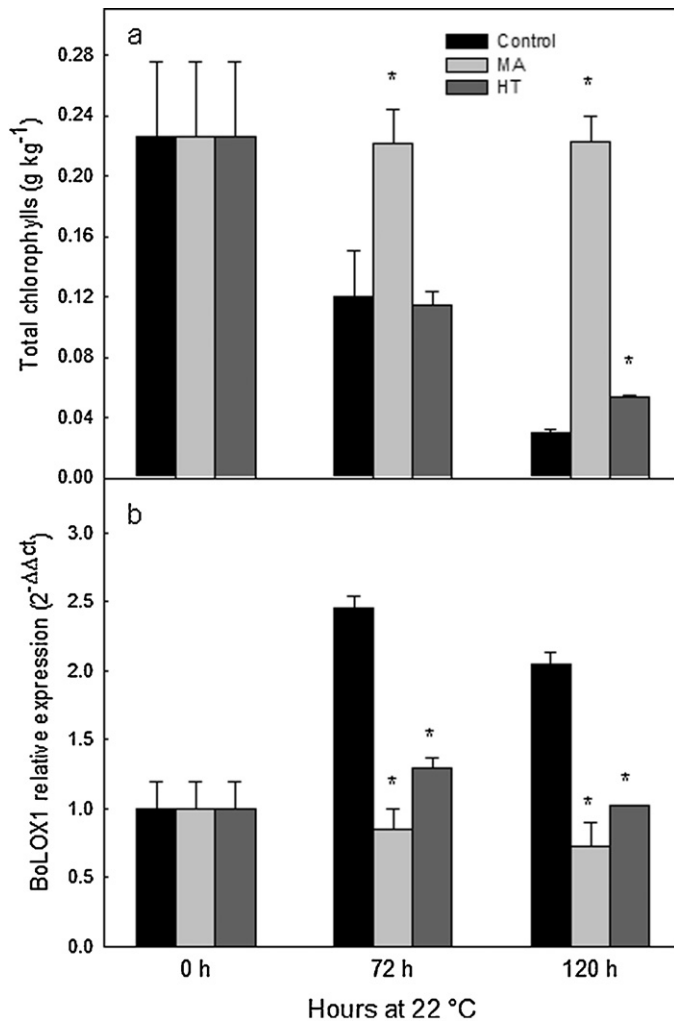 a
Control
MA
HT
0.28
0.24
0.20
0.16
0.12
0.08
0.04
0.00
Total chlorophylls (g kg⁻¹)
*
*
*
b
3.0
2.5
2.0
1.5
1.0
0.5
0.0
BoLOX1 relative expression (2^-ΔΔct)
*
*
*
*
0 h
72 h
120 h
Hours at 22 °C